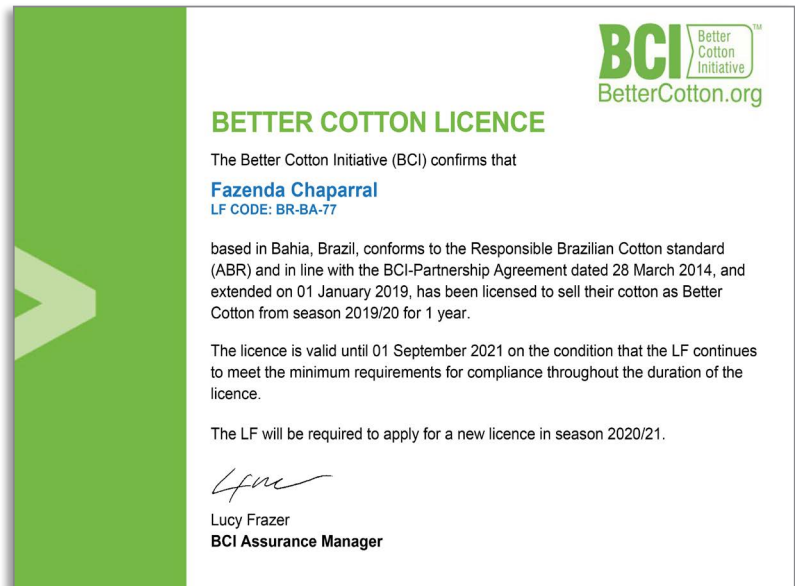 BCI Better Cotton Initiative TM
BetterCotton.org
BETTER COTTON LICENCE
The Better Cotton Initiative (BCI) confirms that
Fazenda Chaparral
LF CODE: BR-BA-77
based in Bahia, Brazil, conforms to the Responsible Brazilian Cotton standard
(ABR) and in line with the BCI-Partnership Agreement dated 28 March 2014, and
extended on 01 January 2019, has been licensed to sell their cotton as Better
Cotton from season 2019/20 for 1 year.
The licence is valid until 01 September 2021 on the condition that the LF continues
to meet the minimum requirements for compliance throughout the duration of the
licence.
The LF will be required to apply for a new licence in season 2020/21.
Lucy Frazer
BCI Assurance Manager